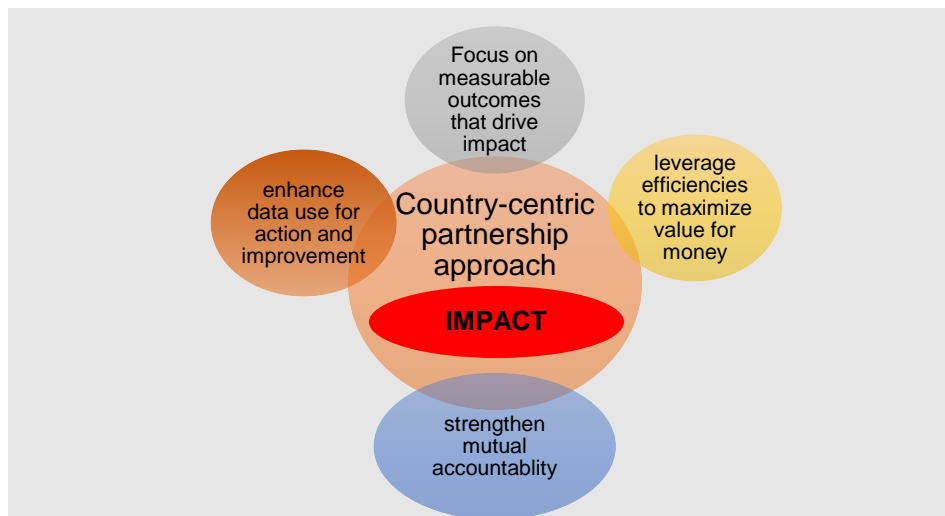 Focus on
measurable
outcomes
that drive
impact
enhance
data use for
action and
improvement
Country-centric
partnership
approach
leverage
efficiencies
to maximize
value for
money
IMPACT
strengthen
mutual
accountablity